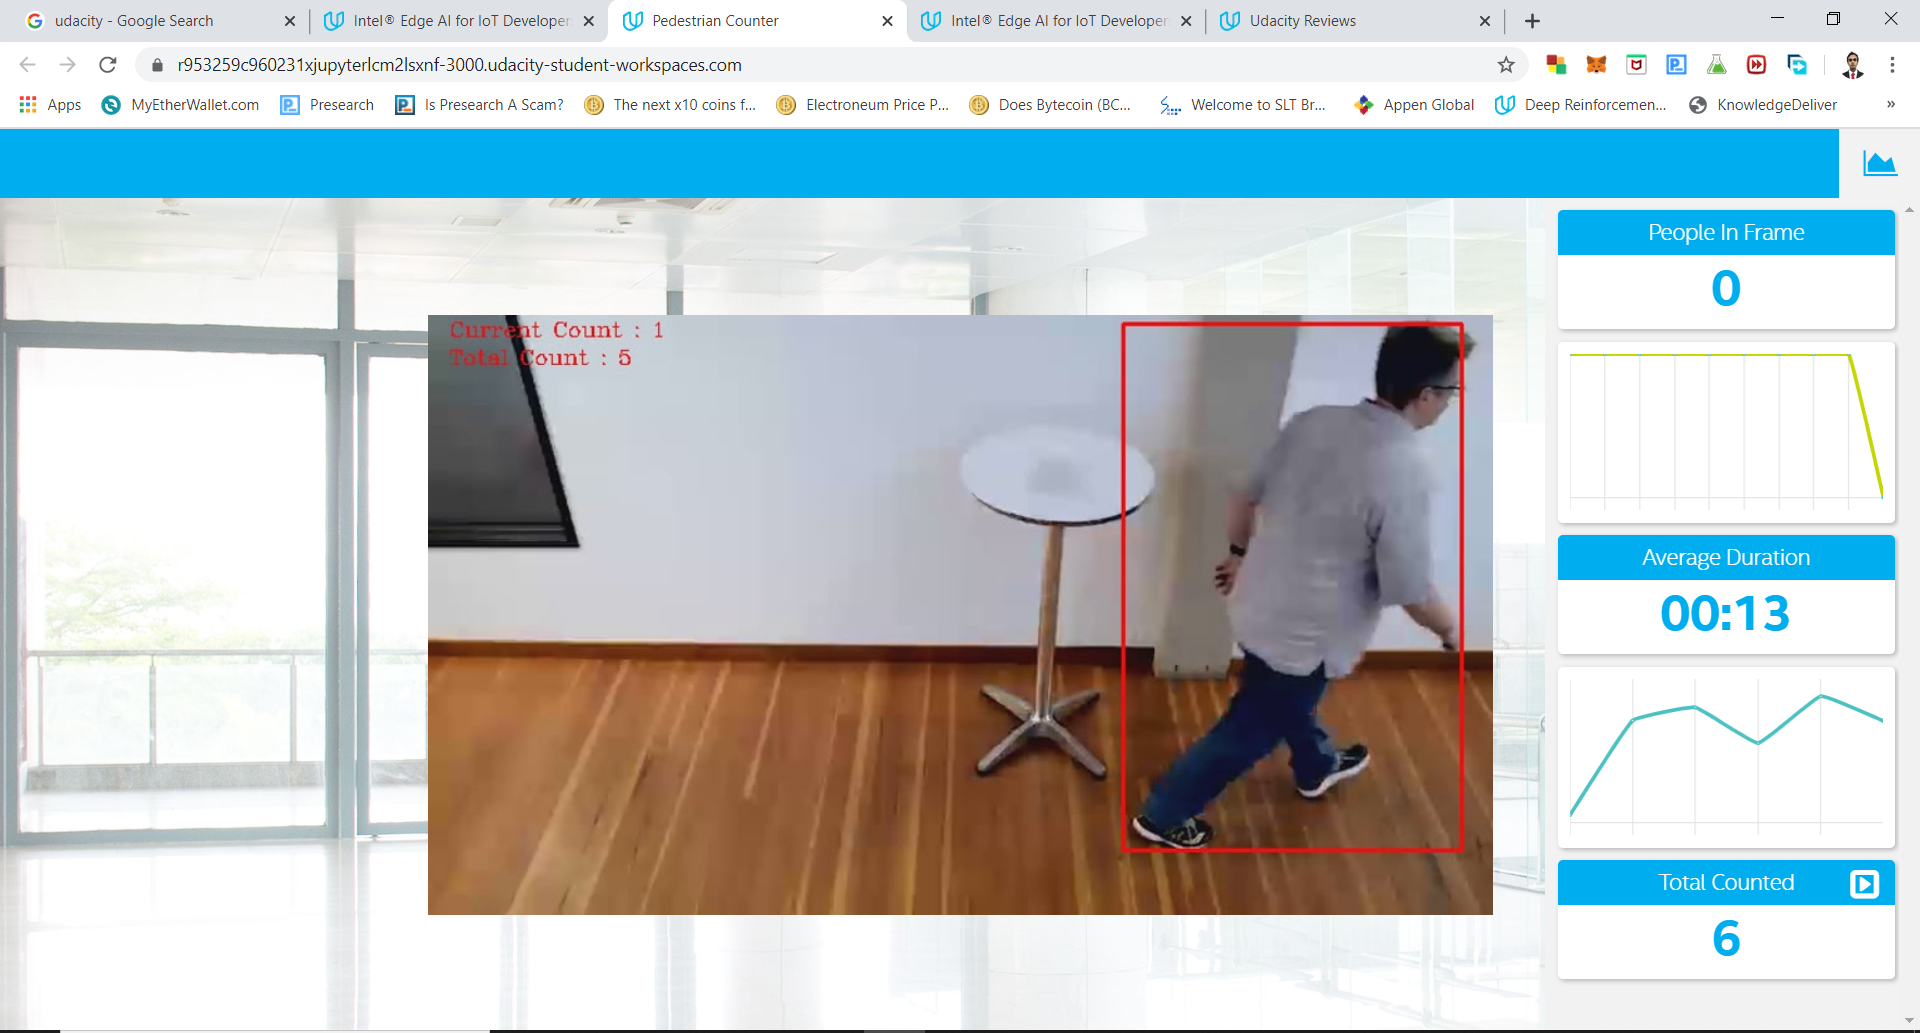 udacity - Google Search
Intel® Edge AI for IoT Developer
Pedestrian Counter
Intel® Edge AI for IoT Developer
Udacity Reviews
r953259c960231xjupyterlcm2lsxnf-3000.udacity-student-workspaces.com
Apps
MyEtherWallet.com
Presearch
Is Presearch A Scam?
The next x10 coins f...
Electroneum Price P...
Does Bytecoin (BC...
Welcome to SLT Br...
Appen Global
Deep Reinforcemen...
KnowledgeDeliver
»
Current Count : 1
Total Count : 5
People In Frame
0
Average Duration
00:13
Total Counted
6